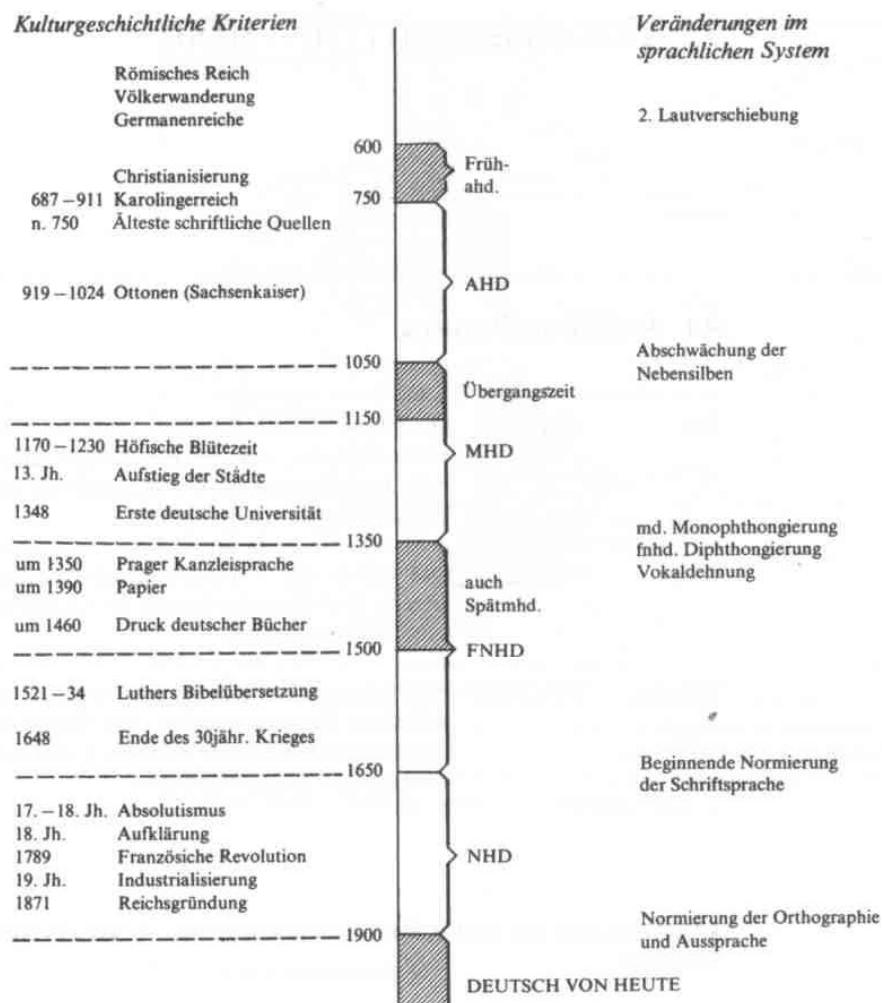 Kulturgeschichtliche Kriterien
Veränderungen im
sprachlichen System
Römisches Reich
Völkerwanderung
Germanenreiche
2. Lautverschiebung
600
Früh-
ahd.
Christianisierung
687 – 911 Karolingerreich
750
n. 750 Älteste schriftliche Quellen
919 – 1024 Ottonen (Sachsenkaiser)
AHD
1050
Abschwächung der
Nebensilben
Übergangszeit
1150
1170 – 1230 Höfische Blütezeit
MHD
13. Jh. Aufstieg der Städte
1348 Erste deutsche Universität
1350
md. Monophthongierung
fnhd. Diphthongierung
Vokaldehnung
um 1350 Prager Kanzleisprache
um 1390 Papier
auch
Spätmhd.
um 1460 Druck deutscher Bücher
1500
FNHD
1521 – 34 Luthers Bibelübersetzung
1648 Ende des 30jähr. Krieges
1650
Beginnende Normierung
der Schriftsprache
17. – 18. Jh. Absolutismus
18. Jh. Aufklärung
1789 Französiche Revolution
NHD
19. Jh. Industrialisierung
1871 Reichsgründung
Normierung der Orthographie
und Aussprache
1900
DEUTSCH VON HEUTE